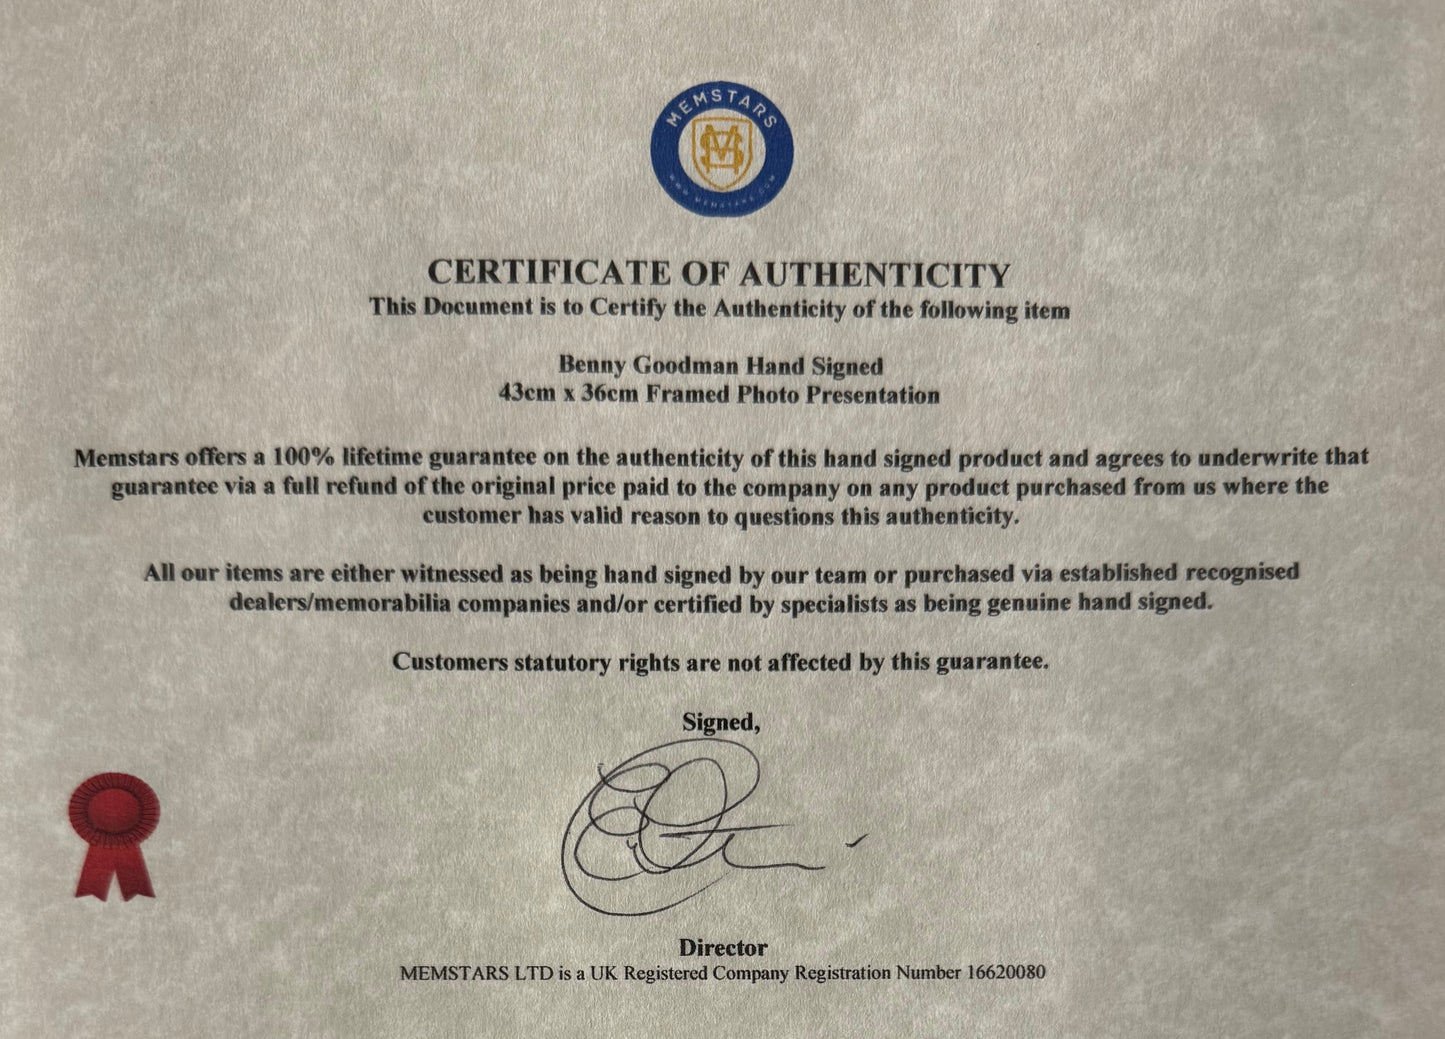 MEMSTARS
WWW.MEMSTARS.COM
CERTIFICATE OF AUTHENTICITY
This Document is to Certify the Authenticity of the following item
Benny Goodman Hand Signed
43cm x 36cm Framed Photo Presentation
Memstars offers a 100% lifetime guarantee on the authenticity of this hand signed product and agrees to underwrite that
guarantee via a full refund of the original price paid to the company on any product purchased from us where the
customer has valid reason to questions this authenticity.
All our items are either witnessed as being hand signed by our team or purchased via established recognised
dealers/memorabilia companies and/or certified by specialists as being genuine hand signed.
Customers statutory rights are not affected by this guarantee.
Signed,
Director
MEMSTARS LTD is a UK Registered Company Registration Number 16620080